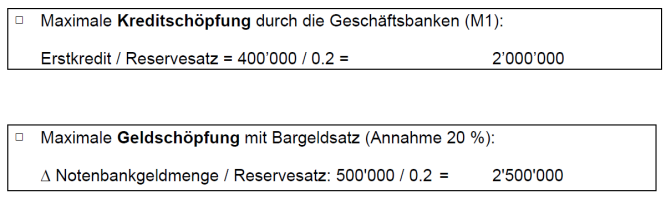 □ Maximale Kreditschöpfung durch die Geschäftsbanken (M1):
Erstkredit / Reservesatz = 400’000 / 0.2 = 2’000’000
□ Maximale Geldschöpfung mit Bargeldsatz (Annahme 20 %):
Δ Notenbankgeldmenge / Reservesatz: 500'000 / 0.2 = 2'500'000